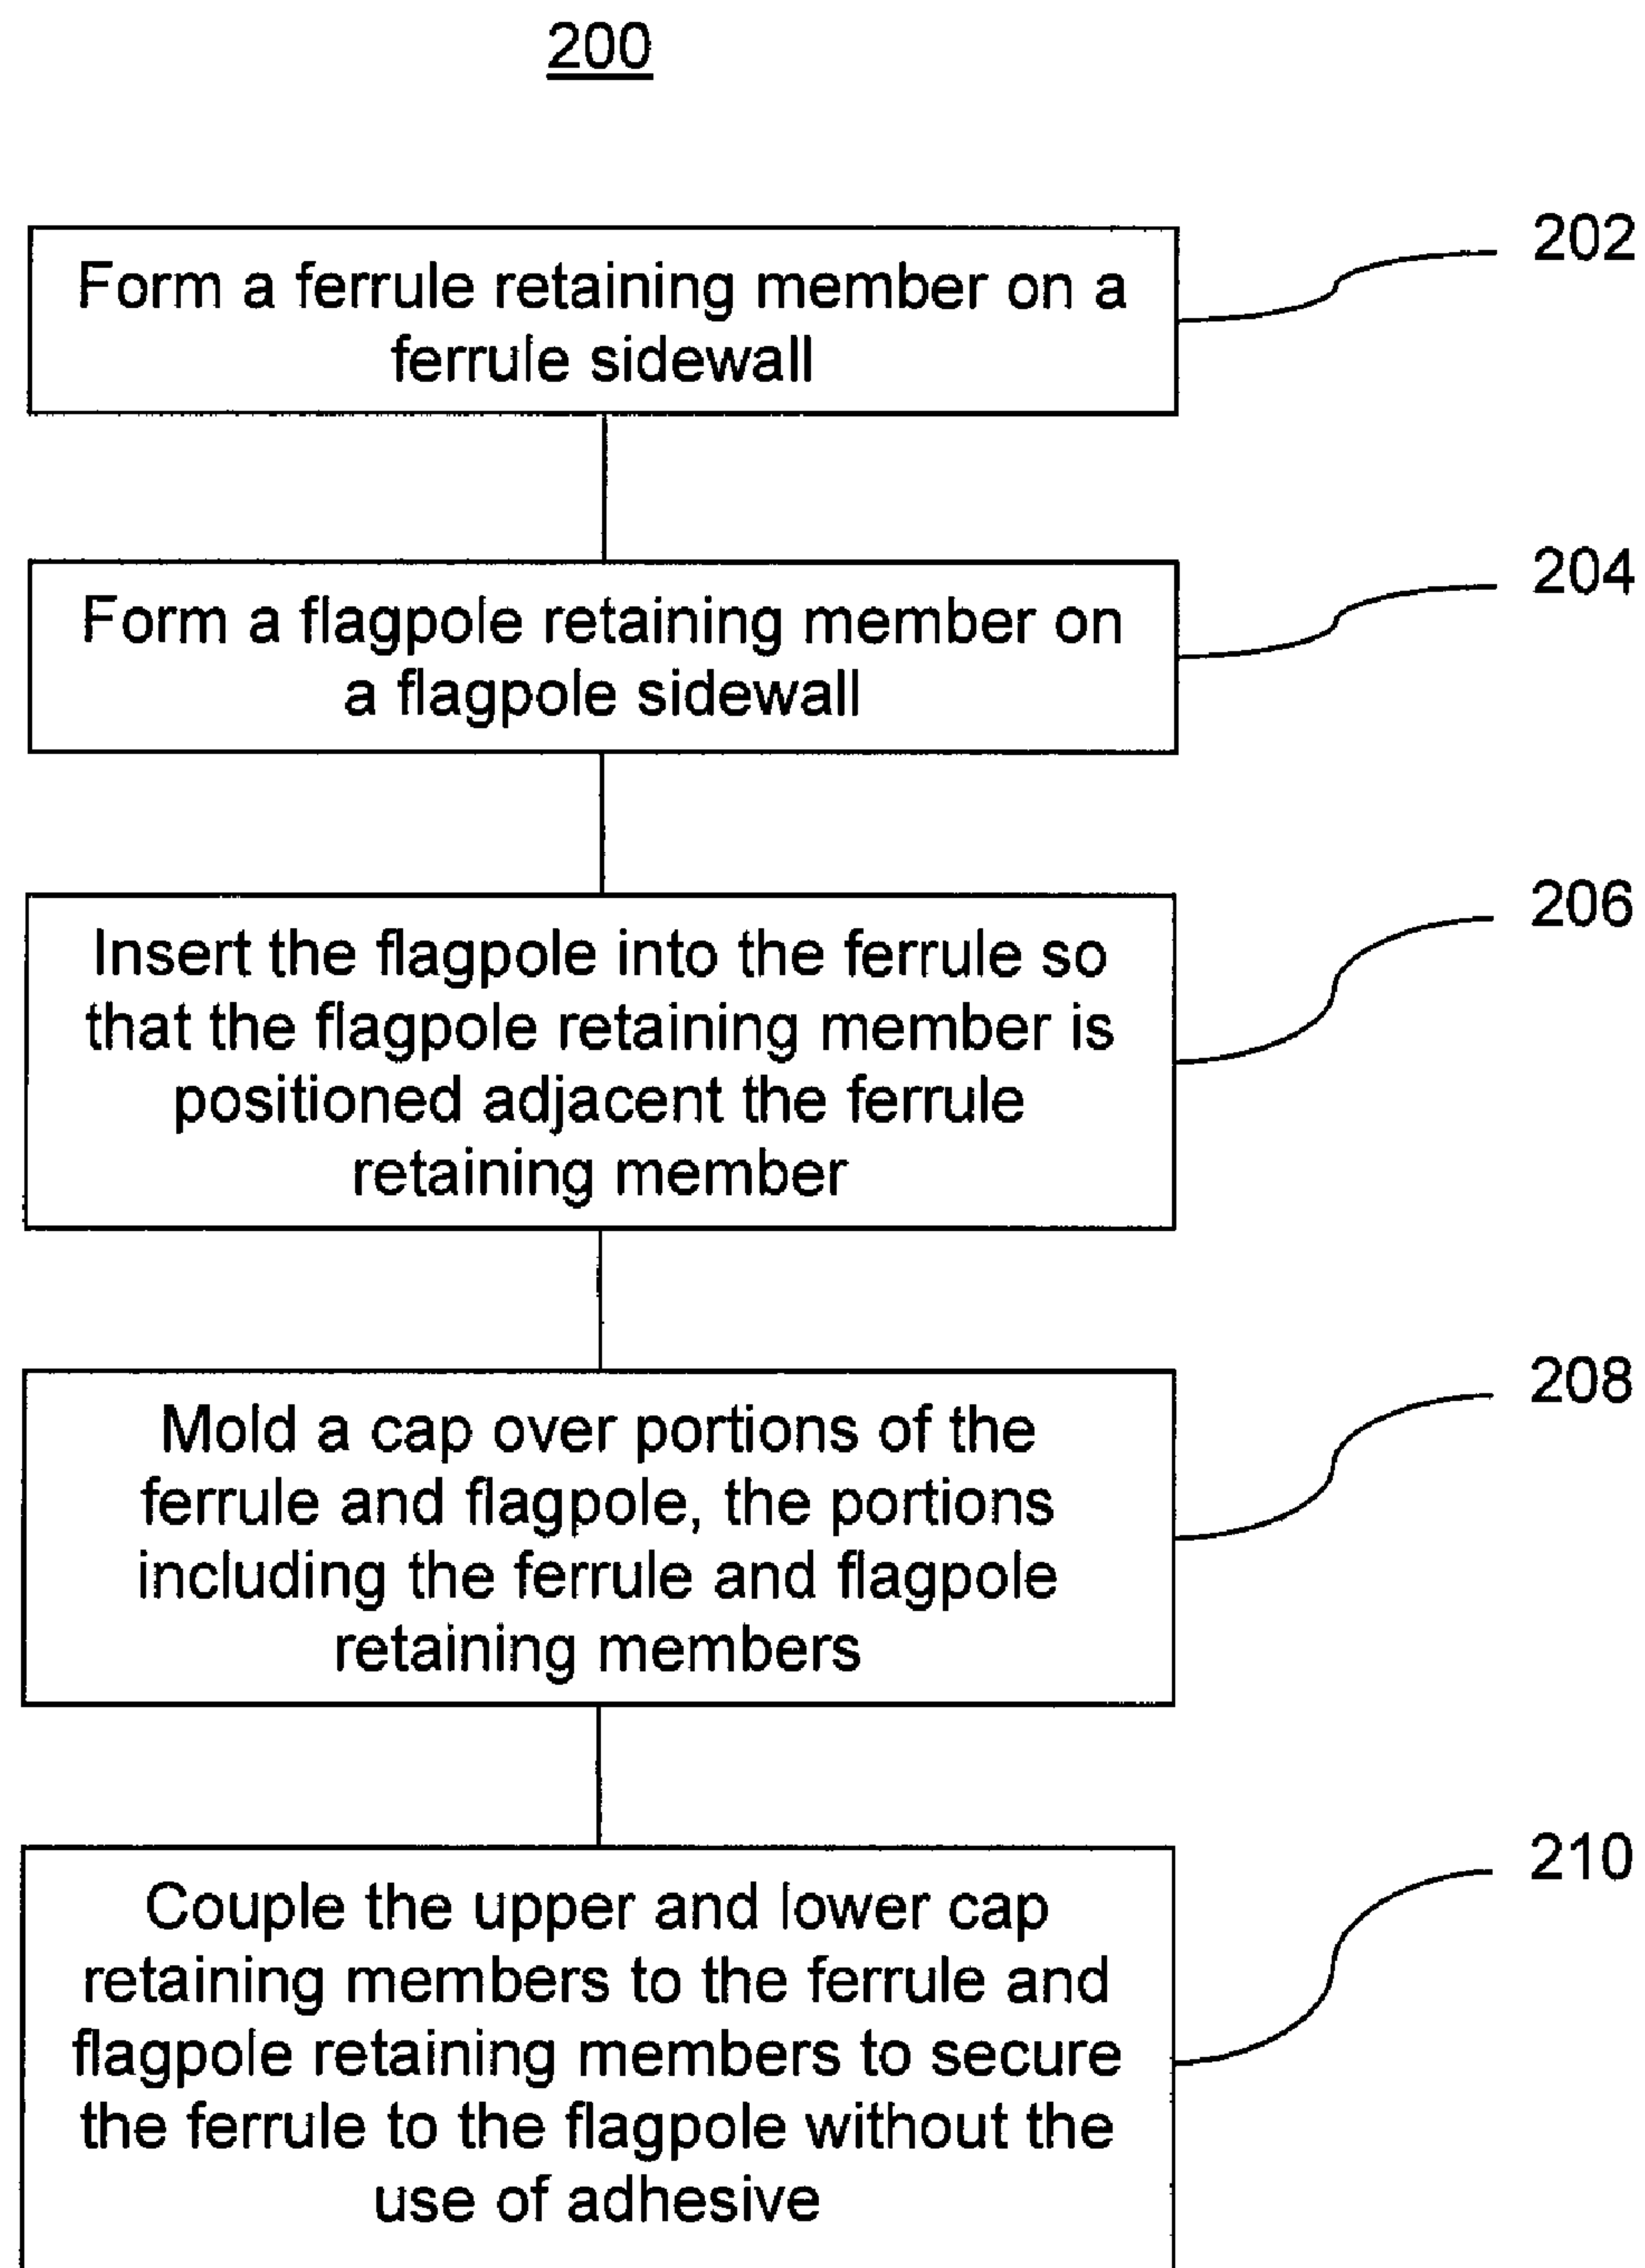 200
Form a ferrule retaining member on a
ferrule sidewall
202
Form a flagpole retaining member on
a flagpole sidewall
204
Insert the flagpole into the ferrule so
that the flagpole retaining member is
positioned adjacent the ferrule
retaining member
206
Mold a cap over portions of the
ferrule and flagpole, the portions
including the ferrule and flagpole
retaining members
208
Couple the upper and lower cap
retaining members to the ferrule and
flagpole retaining members to secure
the ferrule to the flagpole without the
use of adhesive
210